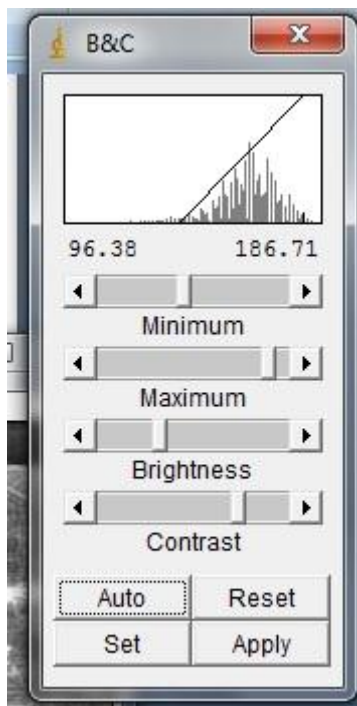 B&C
96.38 186.71
Minimum
Maximum
Brightness
Contrast
Auto Reset
Set Apply